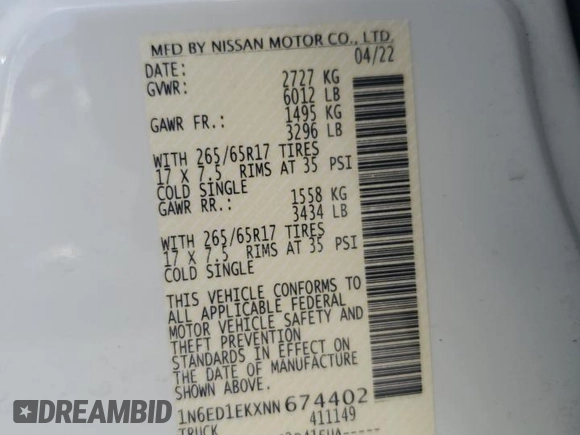 MFD BY NISSAN MOTOR CO., LTD.
DATE: 04/22
GVWR: 2727 KG
6012 LB
GAWR FR.: 1495 KG
3296 LB
WITH 265/65R17 TIRES
17 X 7.5 RIMS AT 35 PSI
COLD SINGLE
GAWR RR.: 1558 KG
3434 LB
WITH 265/65R17 TIRES
17 X 7.5 RIMS AT 35 PSI
COLD SINGLE
THIS VEHICLE CONFORMS TO
ALL APPLICABLE FEDERAL
MOTOR VEHICLE SAFETY AND
THEFT PREVENTION
STANDARDS IN EFFECT ON
THE DATE OF MANUFACTURE
SHOWN ABOVE.
1N6ED1EKXNN674402
TRUCK 411149
DEALER HISTORY